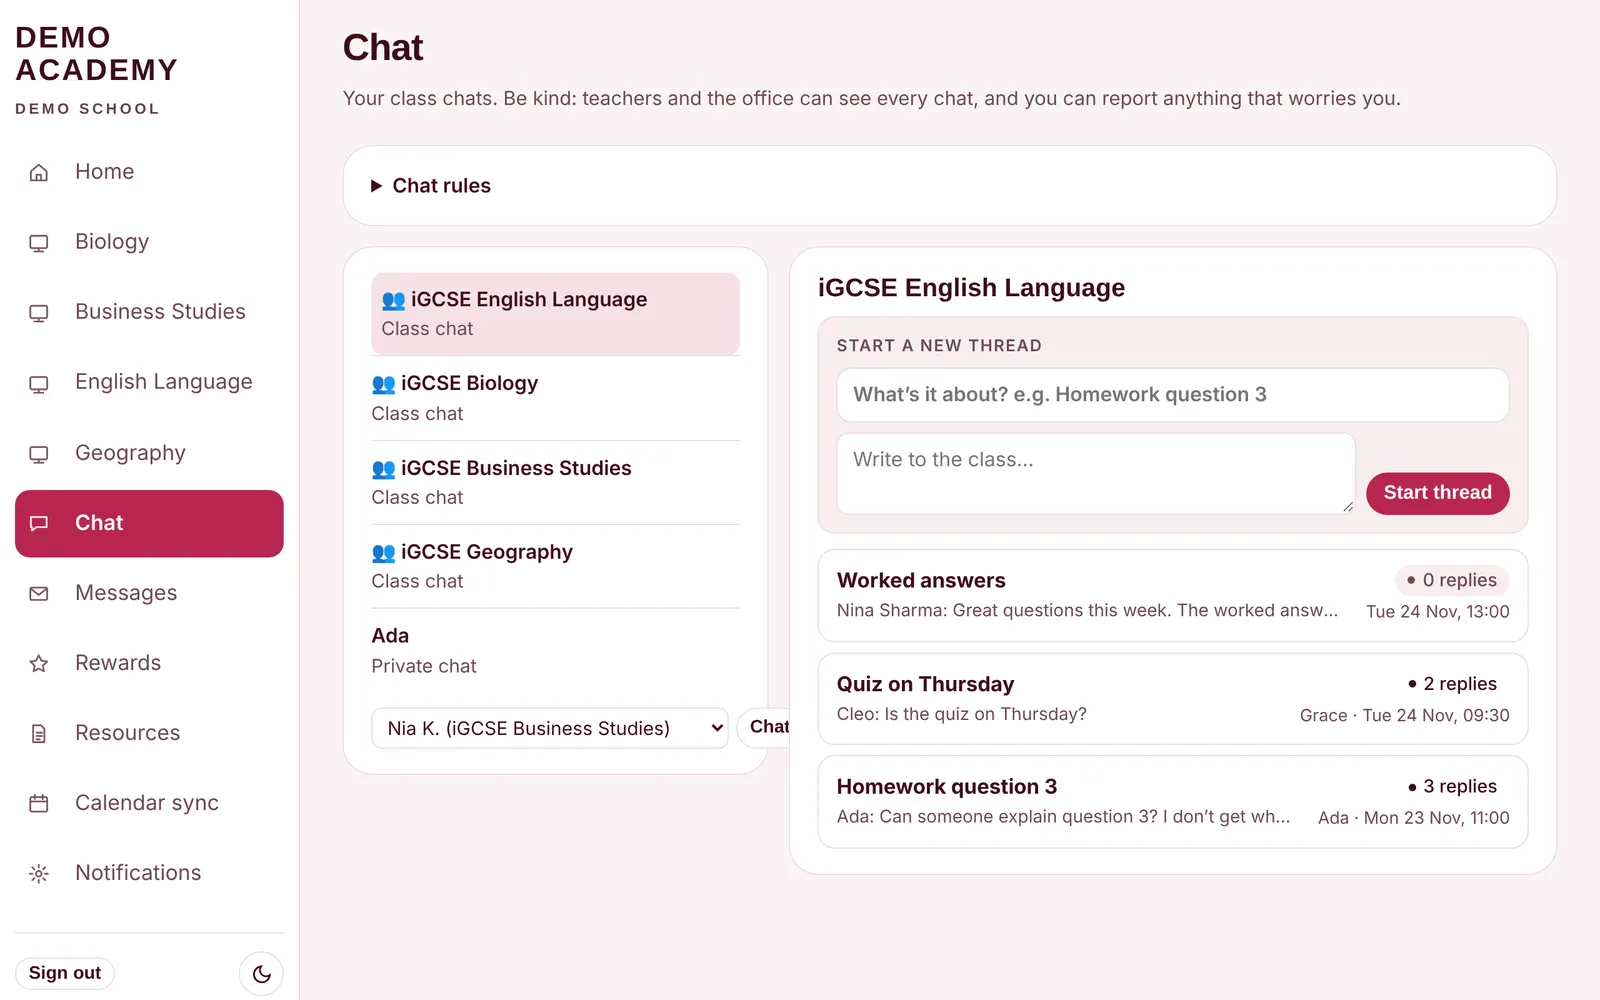 DEMO
ACADEMY
DEMO SCHOOL
Home
Biology
Business Studies
English Language
Geography
Chat
Messages
Rewards
Resources
Calendar sync
Notifications
Sign out
Chat
Your class chats. Be kind: teachers and the office can see every chat, and you can report anything that worries you.
Chat rules
iGCSE English Language
Class chat
iGCSE Biology
Class chat
iGCSE Business Studies
Class chat
iGCSE Geography
Class chat
Ada
Private chat
Nia K. (iGCSE Business Studies)
Chat
iGCSE English Language
START A NEW THREAD
What’s it about? e.g. Homework question 3
Write to the class…
Start thread
Worked answers
• 0 replies
Nina Sharma: Great questions this week. The worked answ…
Tue 24 Nov, 13:00
Quiz on Thursday
• 2 replies
Cleo: Is the quiz on Thursday?
Grace · Tue 24 Nov, 09:30
Homework question 3
• 3 replies
Ada: Can someone explain question 3? I don’t get wh…
Ada · Mon 23 Nov, 11:00